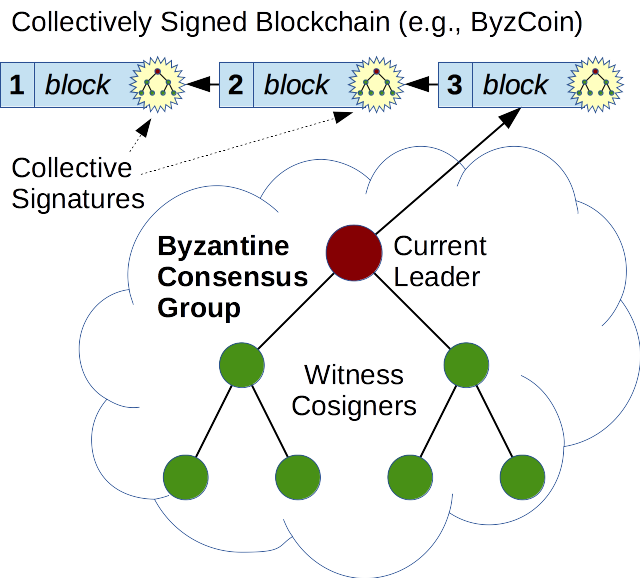 Collectively Signed Blockchain (e.g., ByzCoin)
1 block 2 block 3 block
Collective
Signatures
Byzantine
Consensus
Group
Current
Leader
Witness
Cosigners